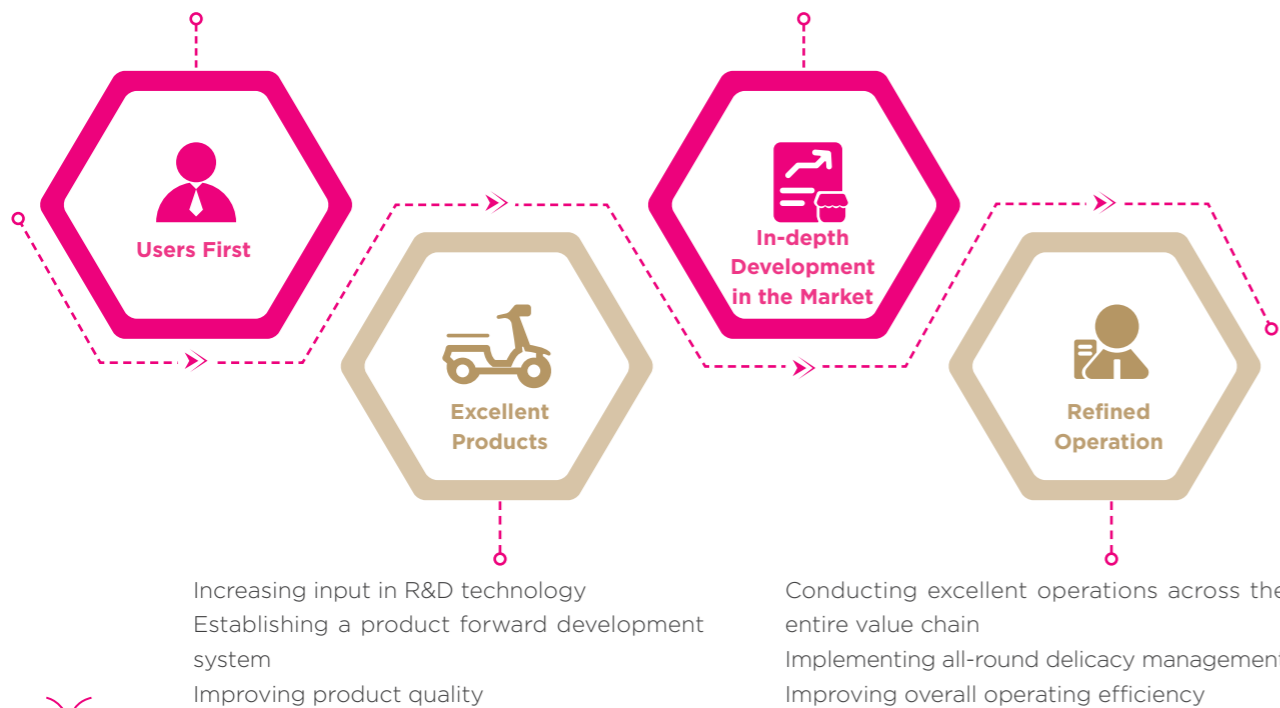 Users First
In-depth
Development
in the Market
Excellent
Products
Refined
Operation
Increasing input in R&D technology
Establishing a product forward development
system
Improving product quality
Conducting excellent operations across the
entire value chain
Implementing all-round delicacy management
Improving overall operating efficiency